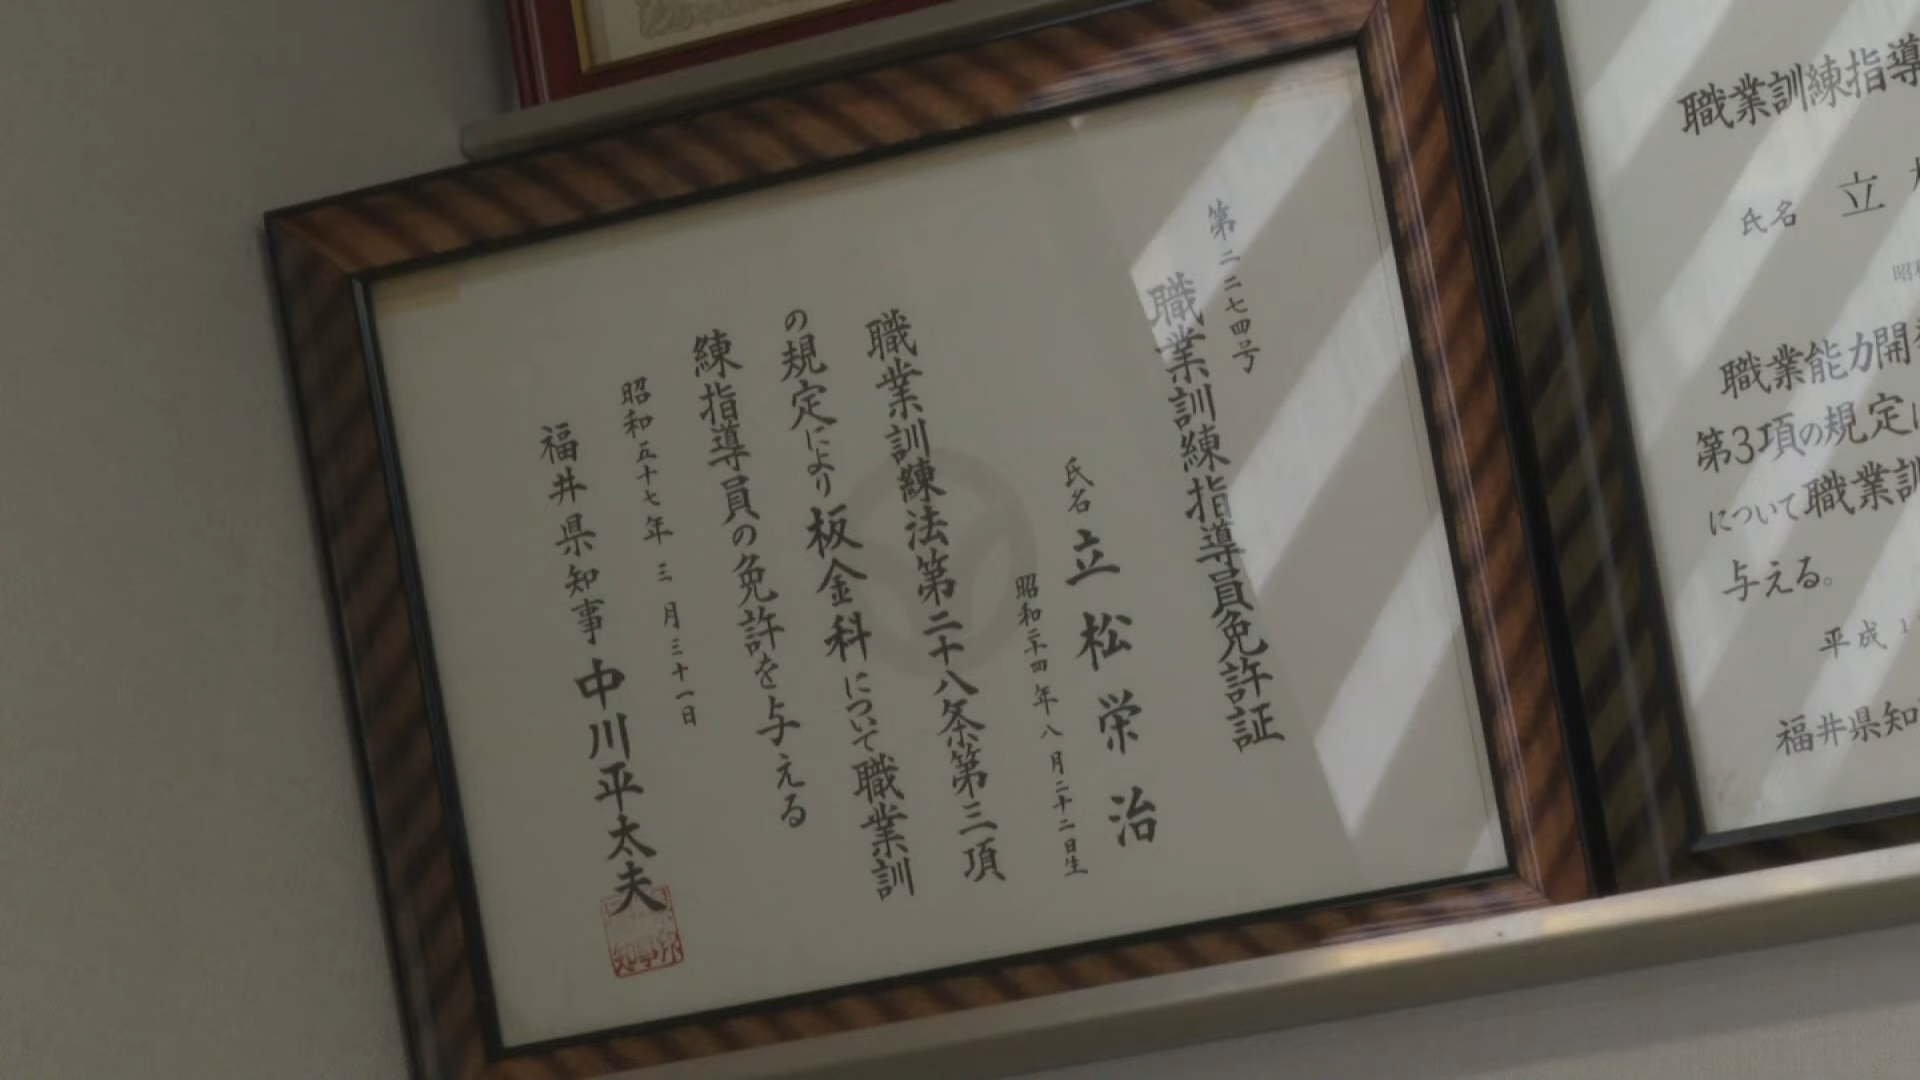 第二二七四号
職業訓練指導員免許証
氏名 立松栄治
昭和二十四年八月二十二日生
職業訓練法第二十八条第三項
の規定により板金科について職業訓
練指導員の免許を与える
昭和五十七年三月三十一日
福井県知事 中川平太夫
職業訓練指導
氏名 立
職業能力開
第3項の規定
について職業訓
与える。
平成1
福井県知